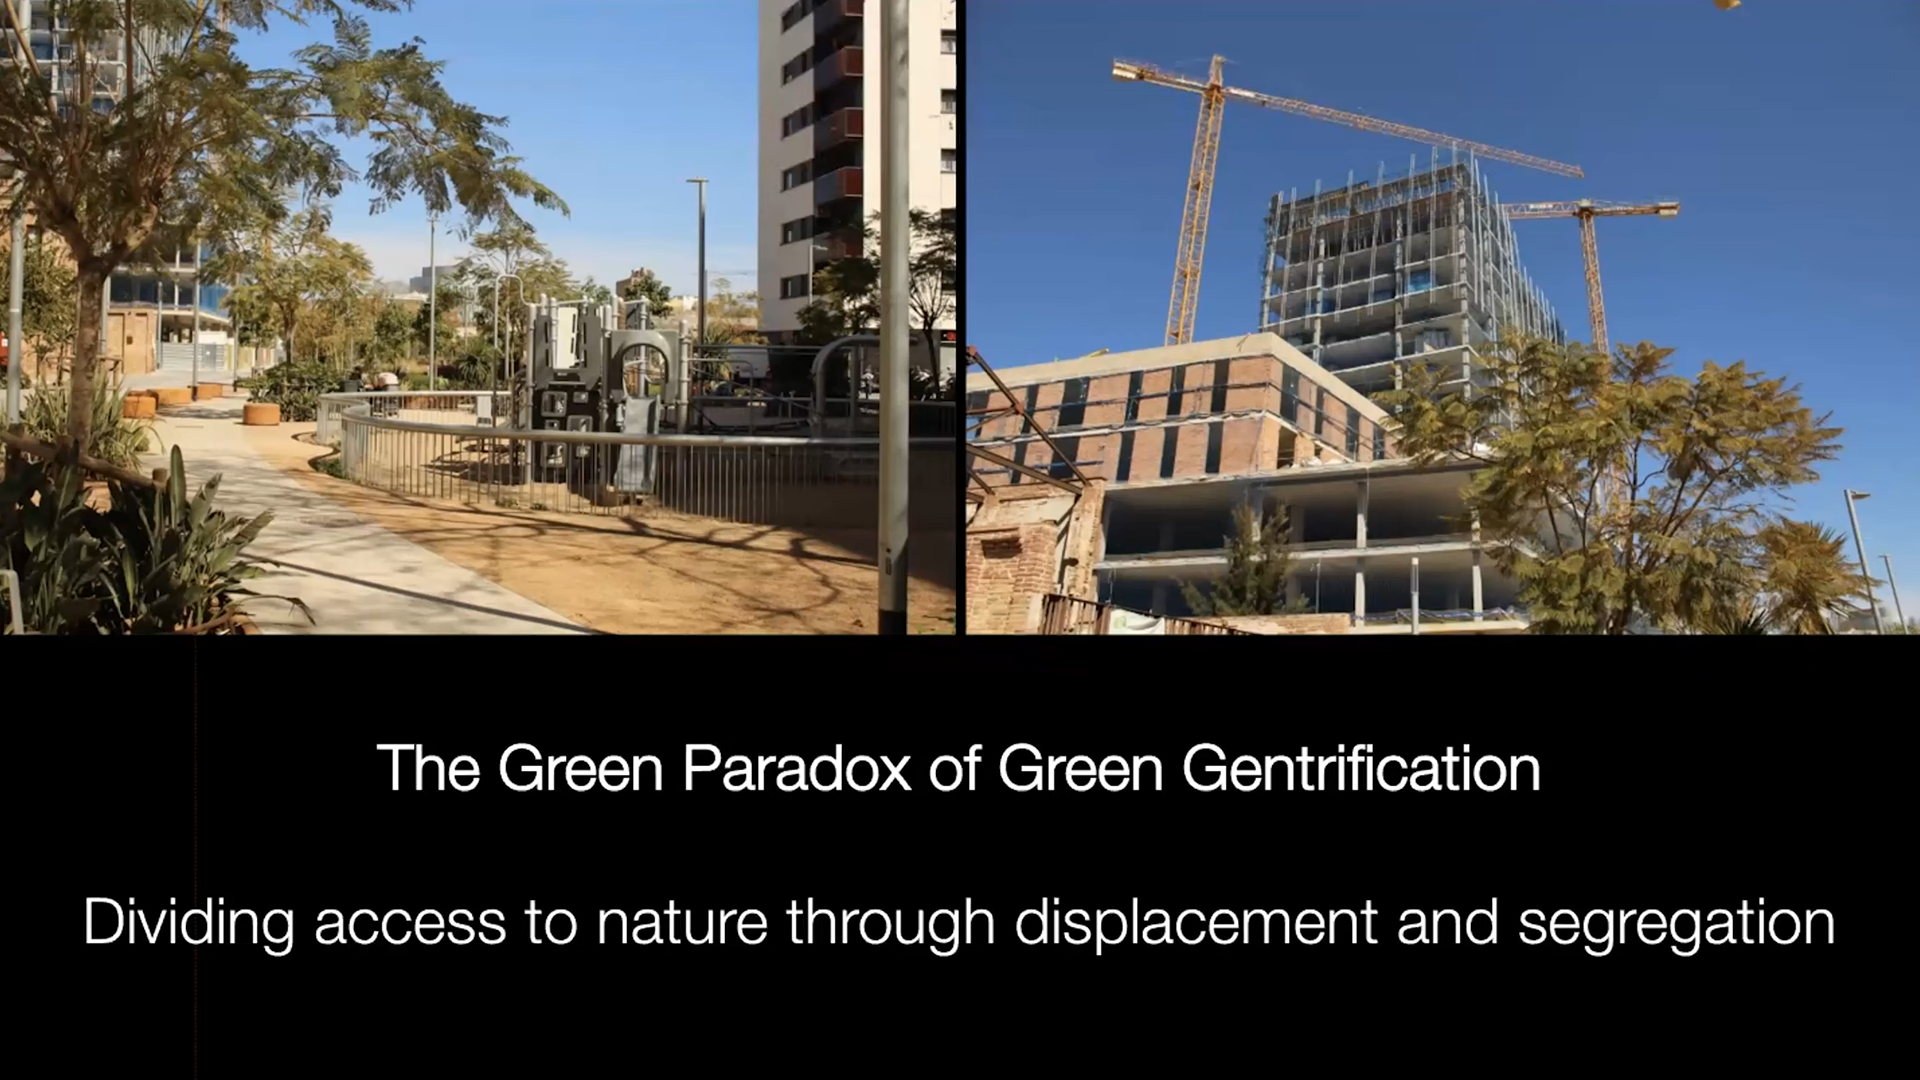 The Green Paradox of Green Gentrification
Dividing access to nature through displacement and segregation